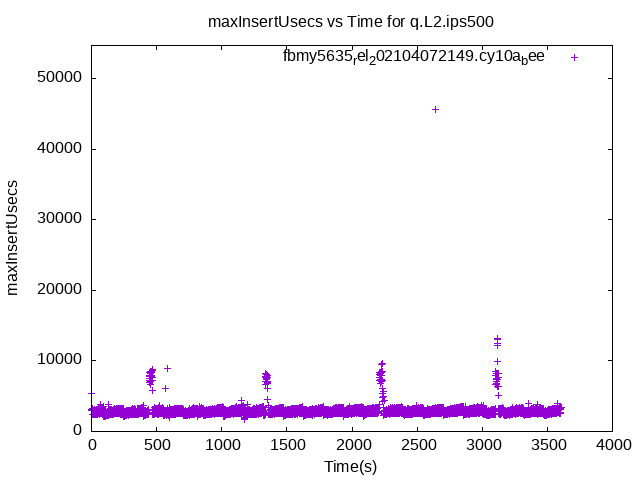 maxInsertUsecs vs Time for q.L2.ips500
fbmy5635rel202104072149.cy10abee
50000
40000
30000
20000
10000
0
maxInsertUsecs
0 500 1000 1500 2000 2500 3000 3500 4000
Time(s)